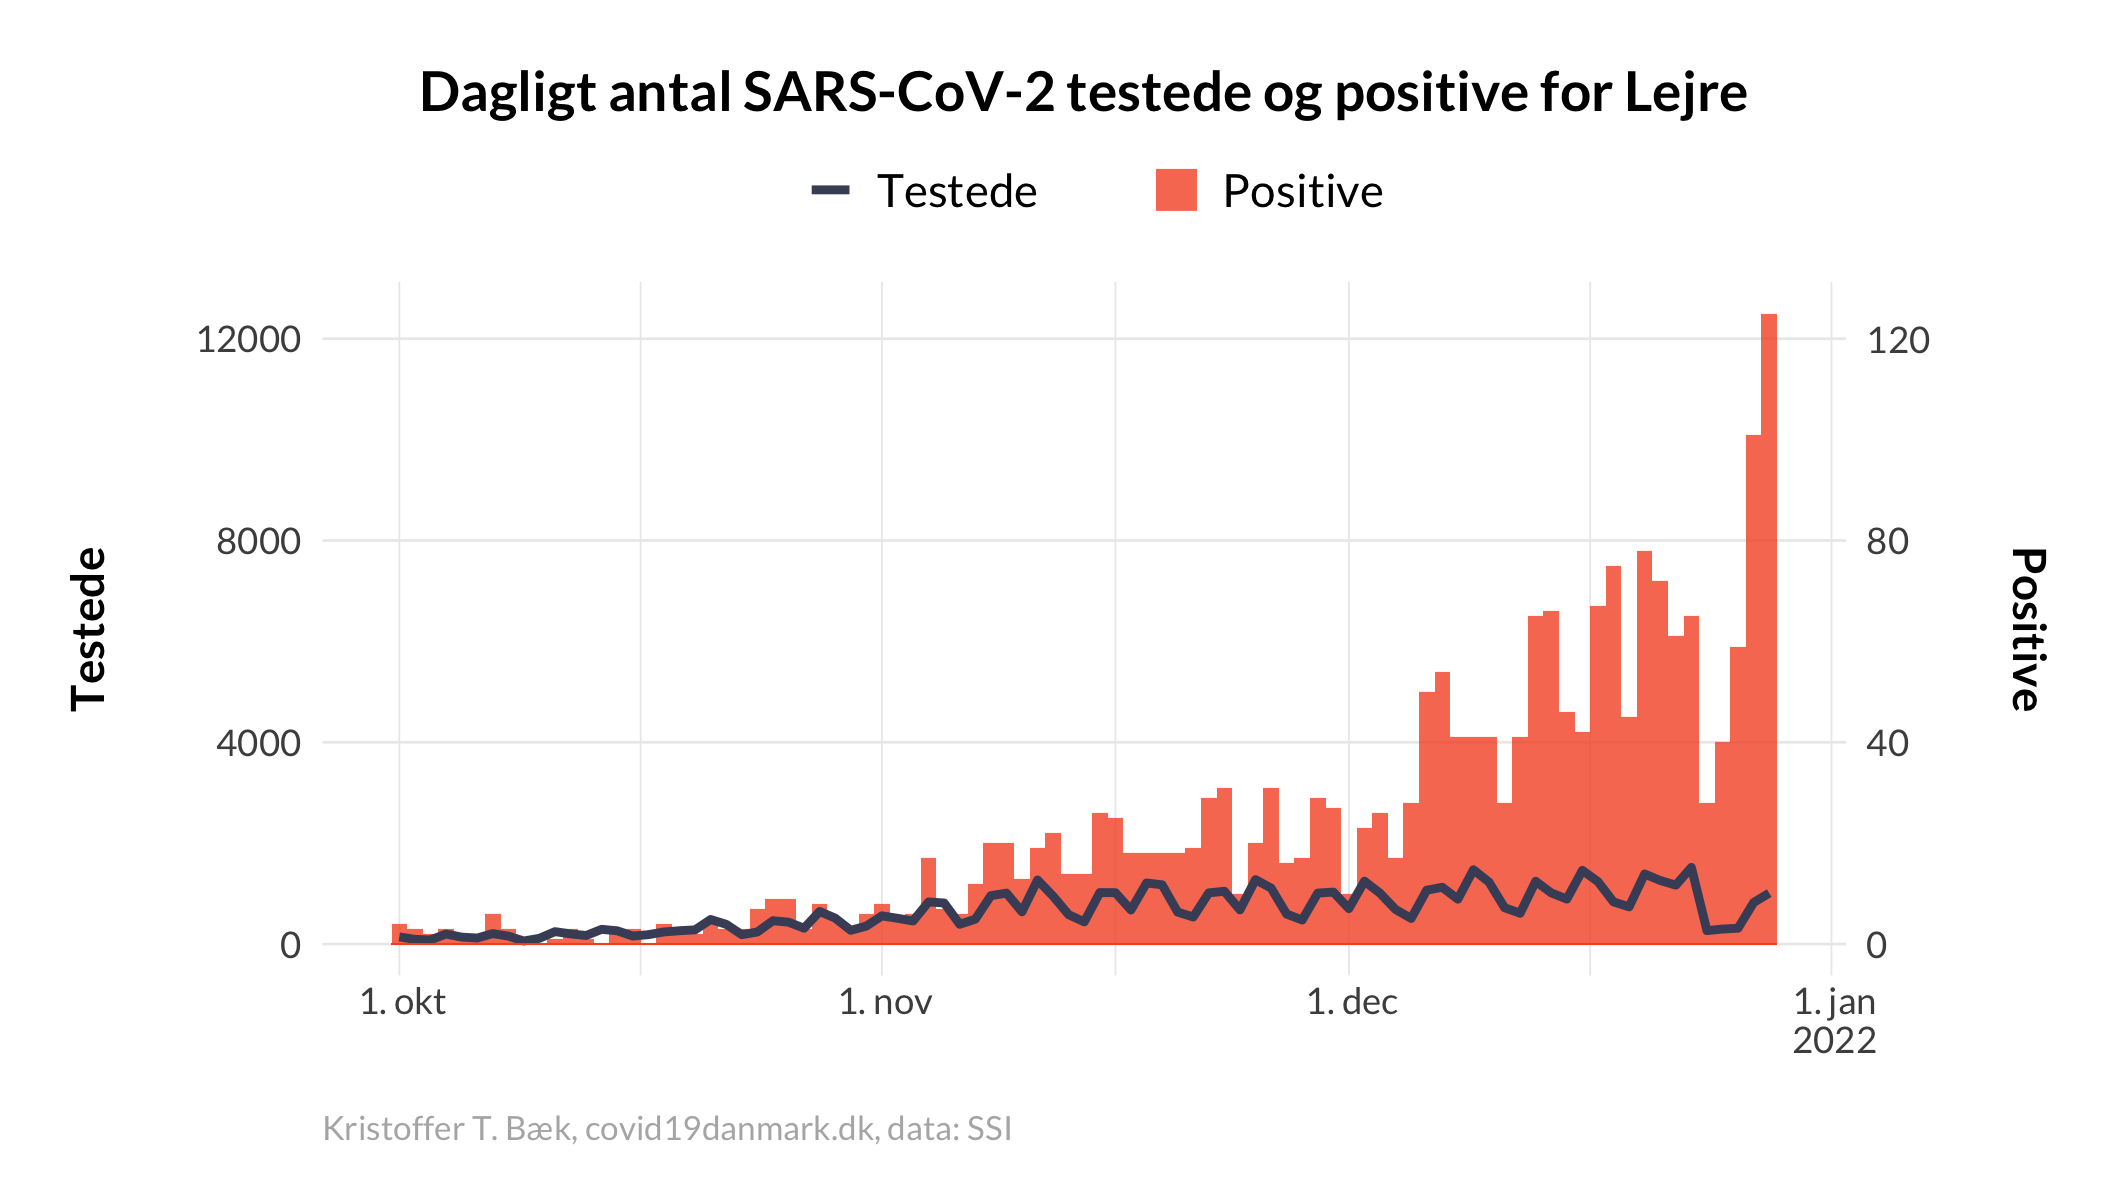 Dagligt antal SARS-CoV-2 testede og positive for Lejre
Testede
Positive
12000
8000
4000
0
Testede
120
80
40
0
Positive
1. okt
1. nov
1. dec
1. jan
2022
Kristoffer T. Bæk, covid19danmark.dk, data: SSI